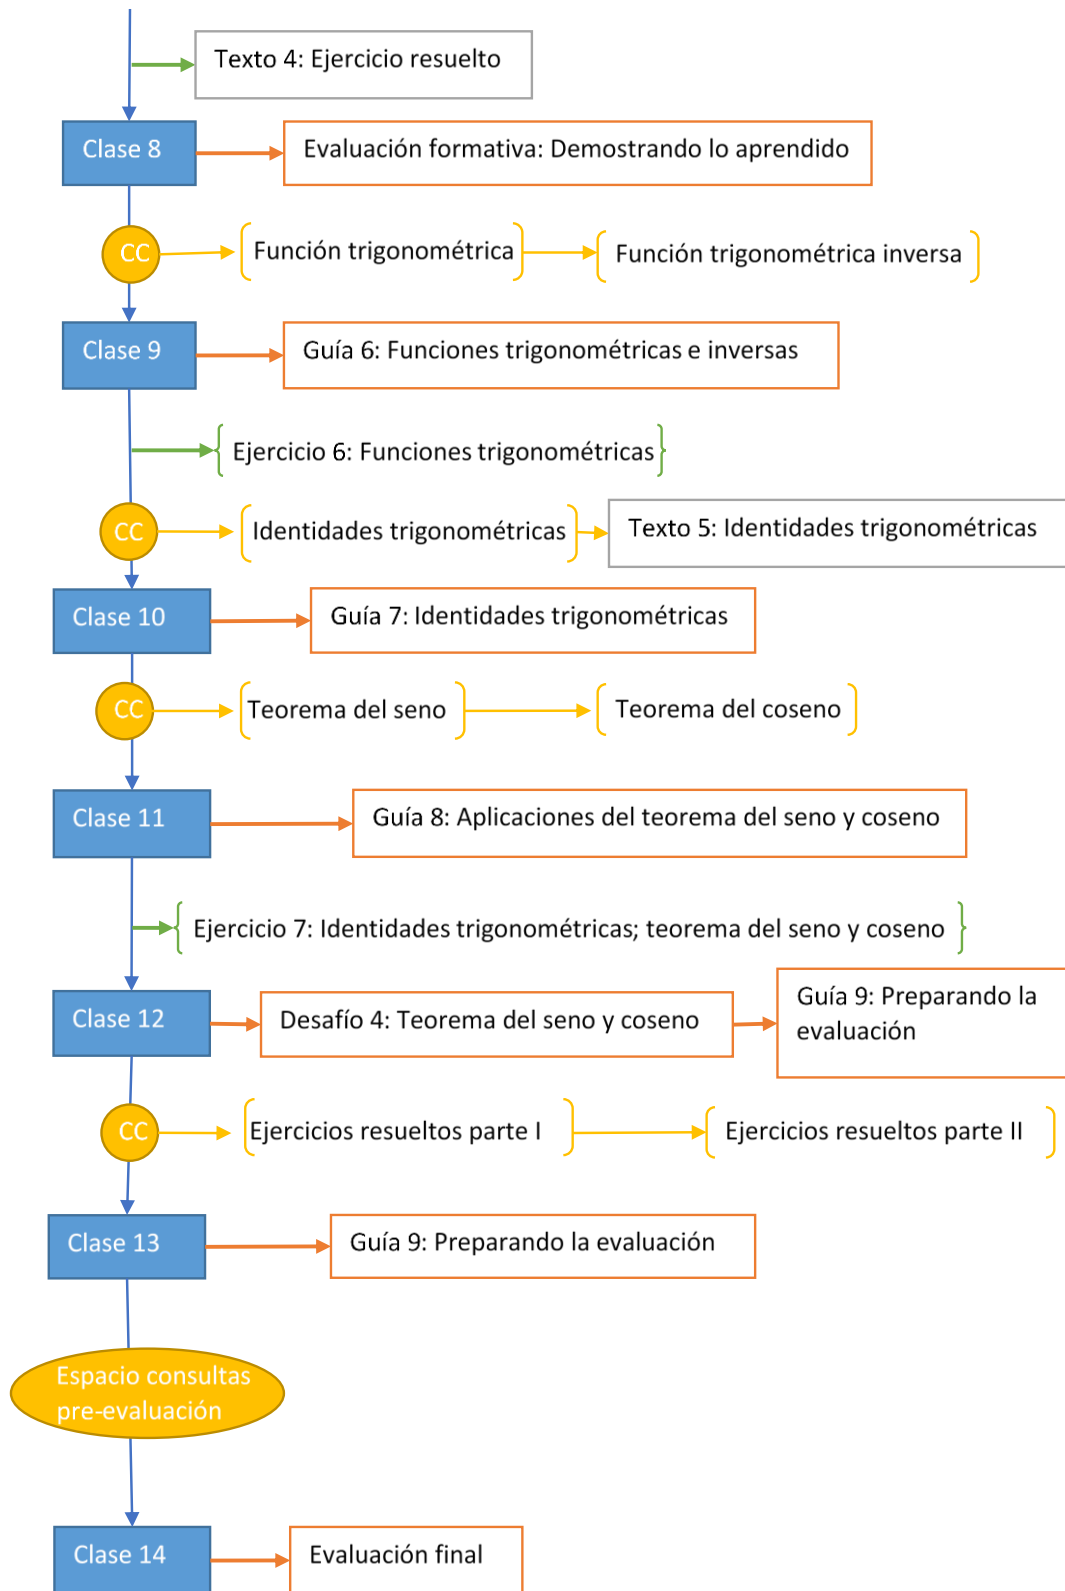 Texto 4: Ejercicio resuelto
Clase 8
Evaluación formativa: Demostrando lo aprendido
CC
Función trigonométrica
Función trigonométrica inversa
Clase 9
Guía 6: Funciones trigonométricas e inversas
Ejercicio 6: Funciones trigonométricas
CC
Identidades trigonométricas
Texto 5: Identidades trigonométricas
Clase 10
Guía 7: Identidades trigonométricas
CC
Teorema del seno
Teorema del coseno
Clase 11
Guía 8: Aplicaciones del teorema del seno y coseno
Ejercicio 7: Identidades trigonométricas; teorema del seno y coseno
Clase 12
Desafío 4: Teorema del seno y coseno
Guía 9: Preparando la
evaluación
CC
Ejercicios resueltos parte I
Ejercicios resueltos parte II
Clase 13
Guía 9: Preparando la evaluación
Espacio consultas
pre-evaluación
Clase 14
Evaluación final